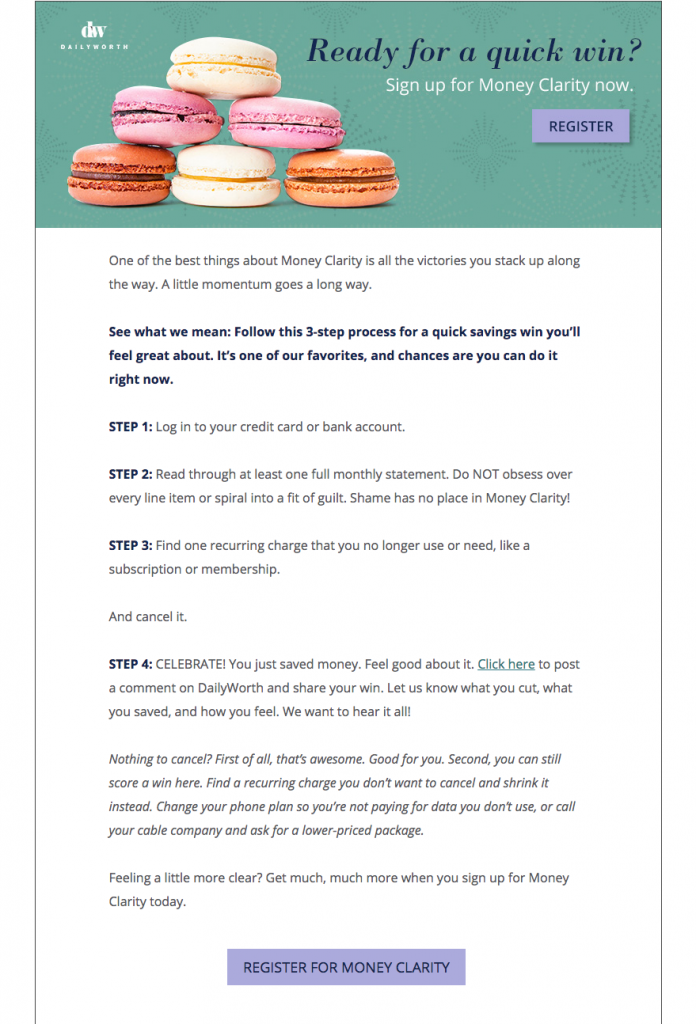 dw
DAILYWORTH
Ready for a quick win?
Sign up for Money Clarity now.
REGISTER
One of the best things about Money Clarity is all the victories you stack up along
the way. A little momentum goes a long way.
See what we mean: Follow this 3-step process for a quick savings win you’ll
feel great about. It’s one of our favorites, and chances are you can do it
right now.
STEP 1: Log in to your credit card or bank account.
STEP 2: Read through at least one full monthly statement. Do NOT obsess over
every line item or spiral into a fit of guilt. Shame has no place in Money Clarity!
STEP 3: Find one recurring charge that you no longer use or need, like a
subscription or membership.
And cancel it.
STEP 4: CELEBRATE! You just saved money. Feel good about it. Click here to post
a comment on DailyWorth and share your win. Let us know what you cut, what
you saved, and how you feel. We want to hear it all!
Nothing to cancel? First of all, that’s awesome. Good for you. Second, you can still
score a win here. Find a recurring charge you don’t want to cancel and shrink it
instead. Change your phone plan so you’re not paying for data you don’t use, or call
your cable company and ask for a lower-priced package.
Feeling a little more clear? Get much, much more when you sign up for Money
Clarity today.
REGISTER FOR MONEY CLARITY